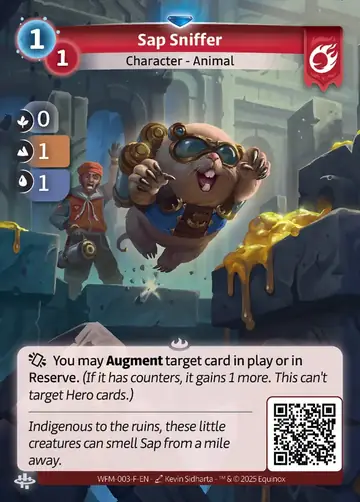 1
1
Sap Sniffer
Character - Animal
0
1
1
You may Augment target card in play or in
Reserve. (If it has counters, it gains 1 more. This can't
target Hero cards.)
Indigenous to the ruins, these little
creatures can smell Sap from a mile
away.
WFM-003-F-EN - Kevin Sidharta - ™ & © 2025 Equinox